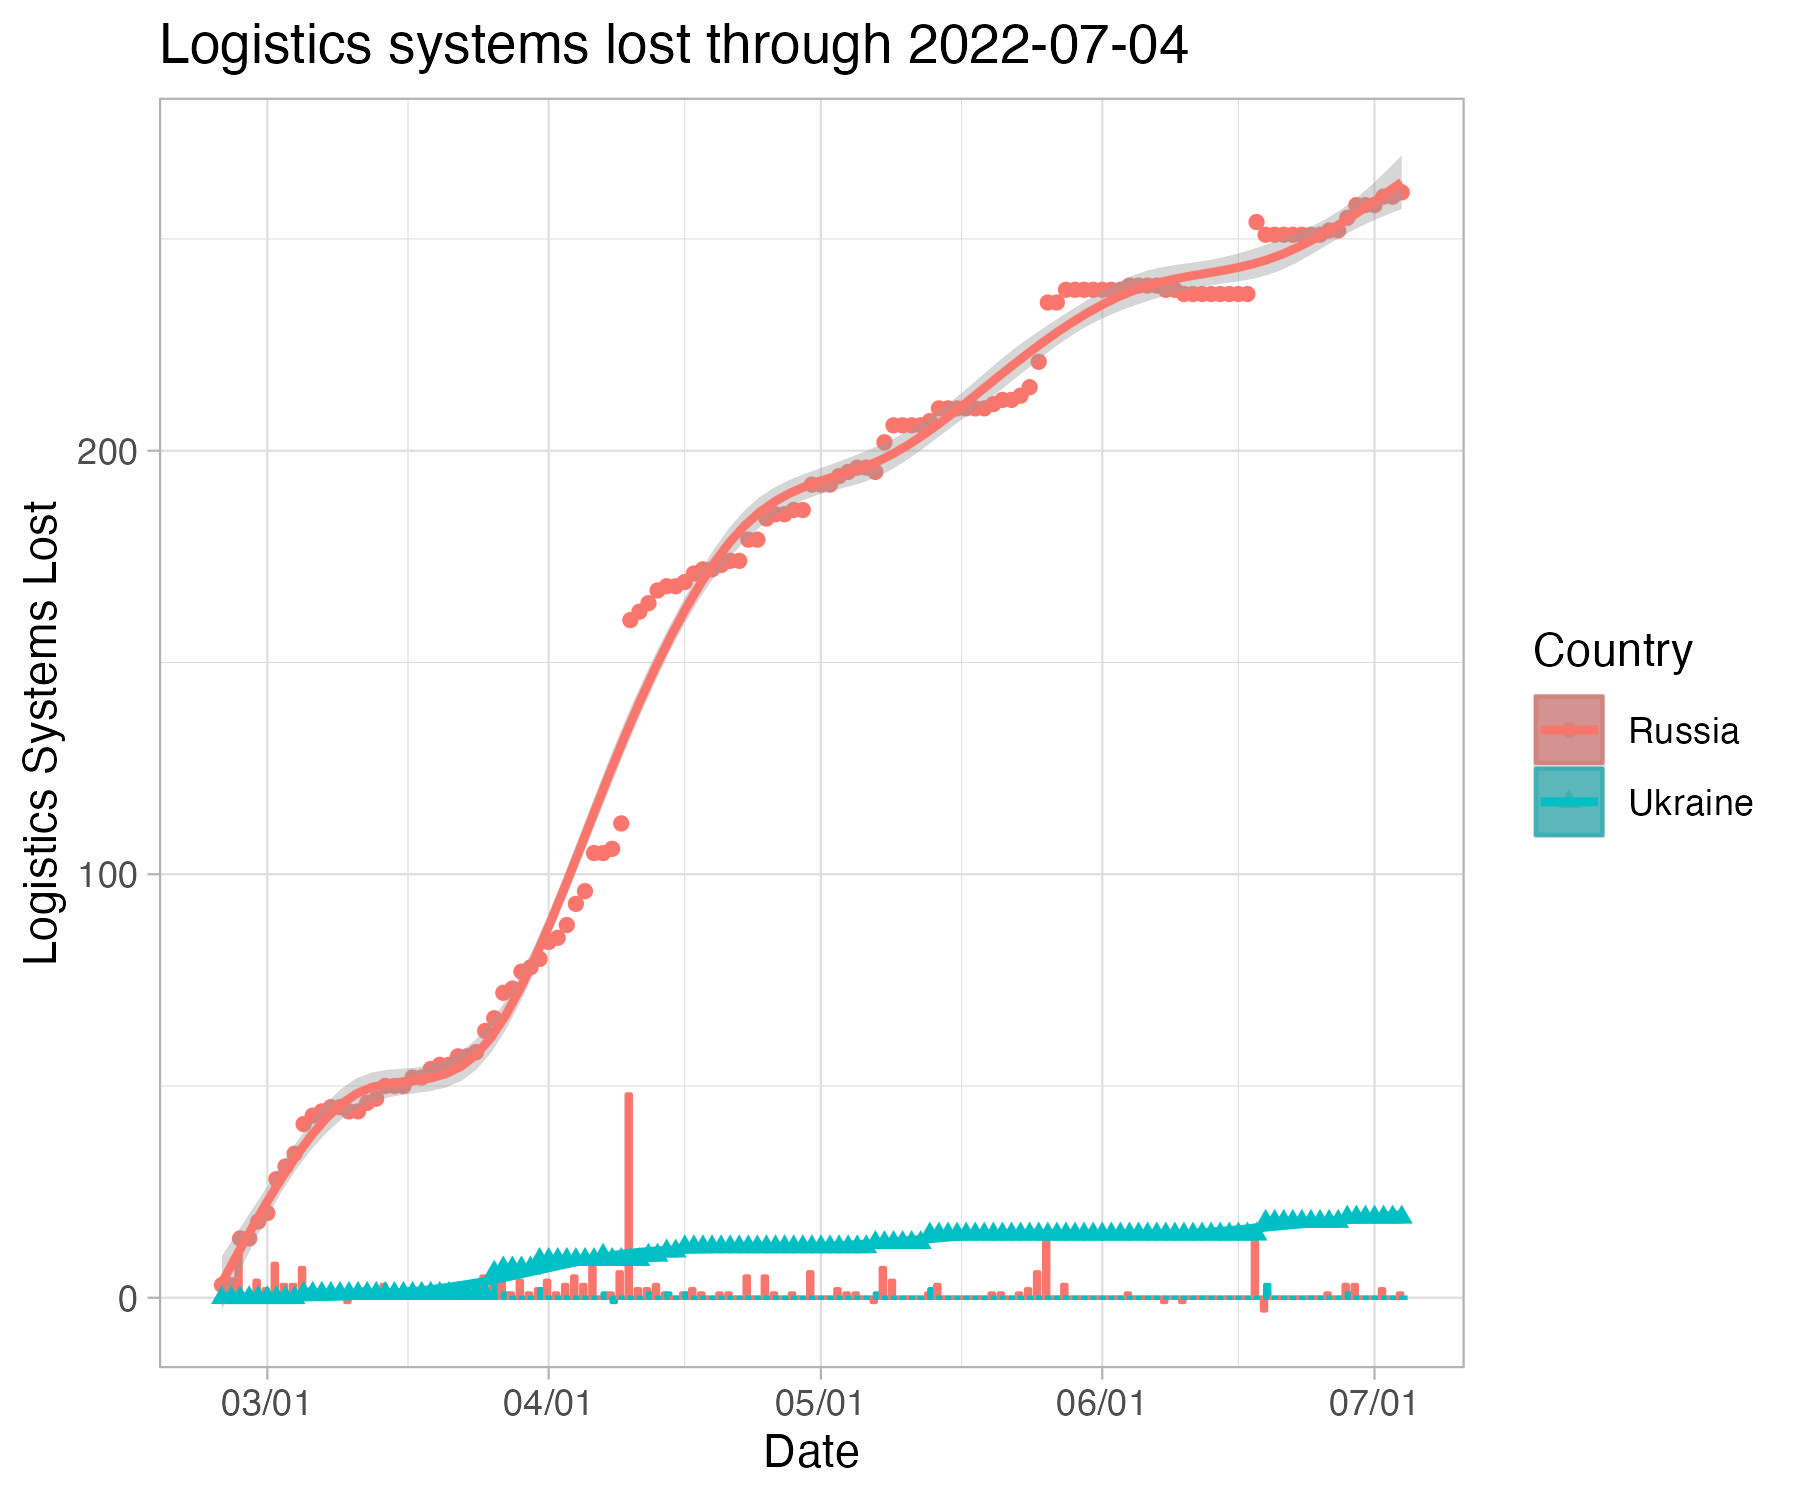 Logistics systems lost through 2022-07-04
Logistics Systems Lost
200
100
0
03/01
04/01
05/01
06/01
07/01
Date
Country
Russia
Ukraine